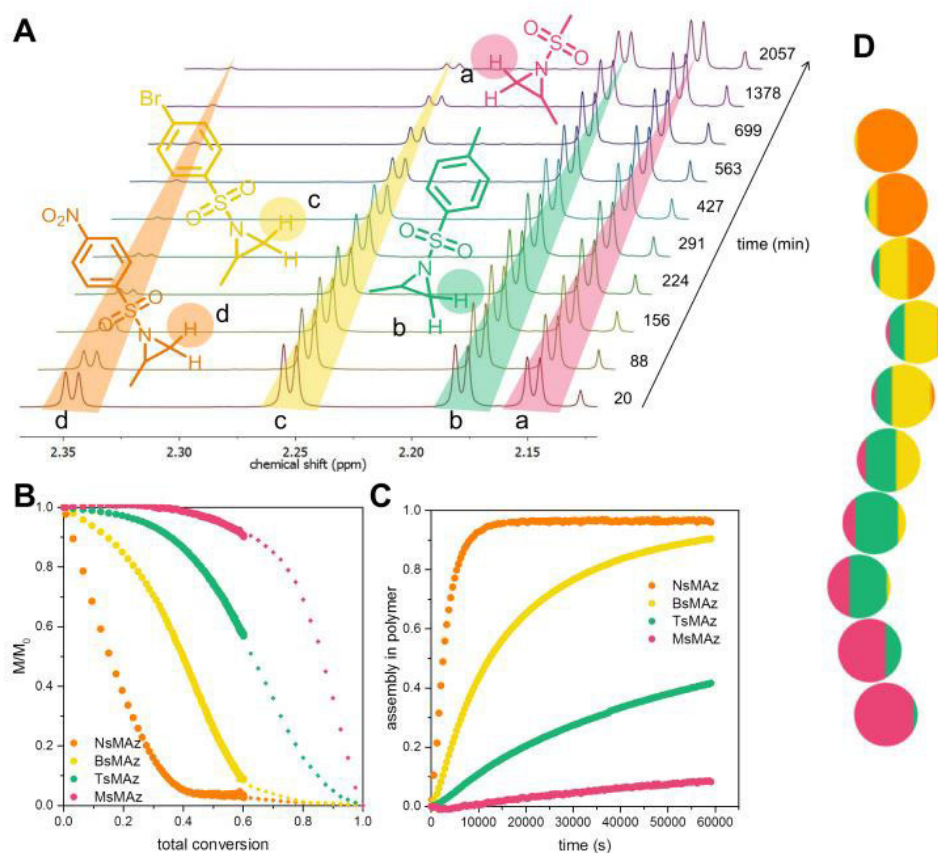 A
D
a
H
H
N
S
O
O
2057
1378
699
563
427
291
224
156
88
20
time (min)
Br
O
S
O
N
c
H
H
O
S
O
N
H
H
b
O2N
O
S
O
N
d
H
H
d
c
b
a
2.35
2.30
2.25
2.20
2.15
chemical shift (ppm)
B
1.0
0.8
0.6
0.4
0.2
0.0
M/M0
NsMAz
BsMAz
TsMAz
MsMAz
0.0 0.2 0.4 0.6 0.8 1.0
total conversion
C
1.0
0.8
0.6
0.4
0.2
0.0
assembly in polymer
NsMAz
BsMAz
TsMAz
MsMAz
0 10000 20000 30000 40000 50000 60000
time (s)